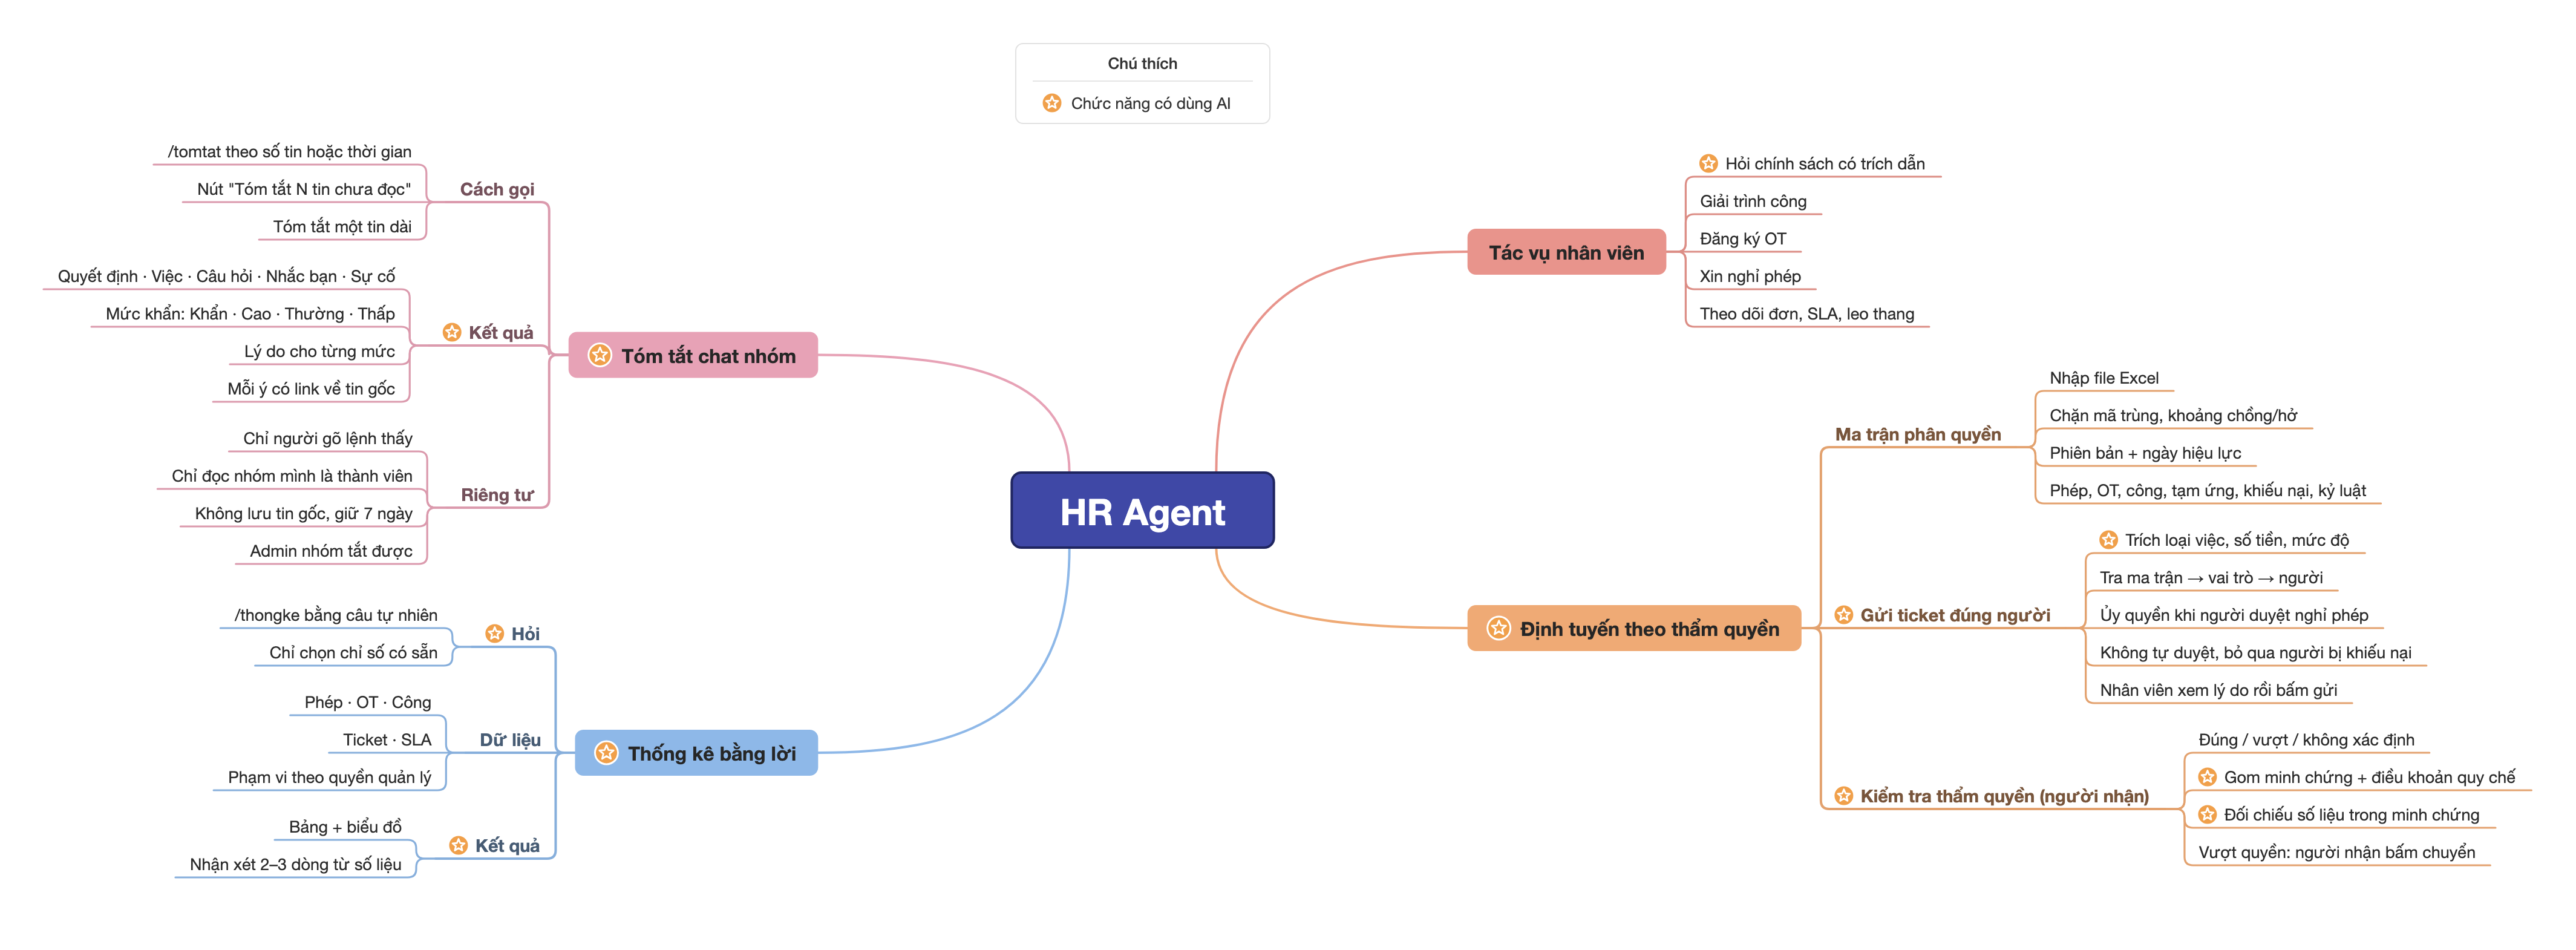 Chú thích
Chức năng có dùng AI
HR Agent
Tóm tắt chat nhóm
Cách gọi
/tomtat theo số tin hoặc thời gian
Nút "Tóm tắt N tin chưa đọc"
Tóm tắt một tin dài
Kết quả
Quyết định · Việc · Câu hỏi · Nhắc bạn · Sự cố
Mức khẩn: Khẩn · Cao · Thường · Thấp
Lý do cho từng mức
Mỗi ý có link về tin gốc
Riêng tư
Chỉ người gõ lệnh thấy
Chỉ đọc nhóm mình là thành viên
Không lưu tin gốc, giữ 7 ngày
Admin nhóm tắt được
Thống kê bằng lời
Hỏi
/thongke bằng câu tự nhiên
Chỉ chọn chỉ số có sẵn
Dữ liệu
Phép · OT · Công
Ticket · SLA
Phạm vi theo quyền quản lý
Kết quả
Bảng + biểu đồ
Nhận xét 2–3 dòng từ số liệu
Tác vụ nhân viên
Hỏi chính sách có trích dẫn
Giải trình công
Đăng ký OT
Xin nghỉ phép
Theo dõi đơn, SLA, leo thang
Định tuyến theo thẩm quyền
Ma trận phân quyền
Nhập file Excel
Chặn mã trùng, khoảng chồng/hở
Phiên bản + ngày hiệu lực
Phép, OT, công, tạm ứng, khiếu nại, kỷ luật
Gửi ticket đúng người
Trích loại việc, số tiền, mức độ
Tra ma trận → vai trò → người
Ủy quyền khi người duyệt nghỉ phép
Không tự duyệt, bỏ qua người bị khiếu nại
Nhân viên xem lý do rồi bấm gửi
Kiểm tra thẩm quyền (người nhận)
Đúng / vượt / không xác định
Gom minh chứng + điều khoản quy chế
Đối chiếu số liệu trong minh chứng
Vượt quyền: người nhận bấm chuyển